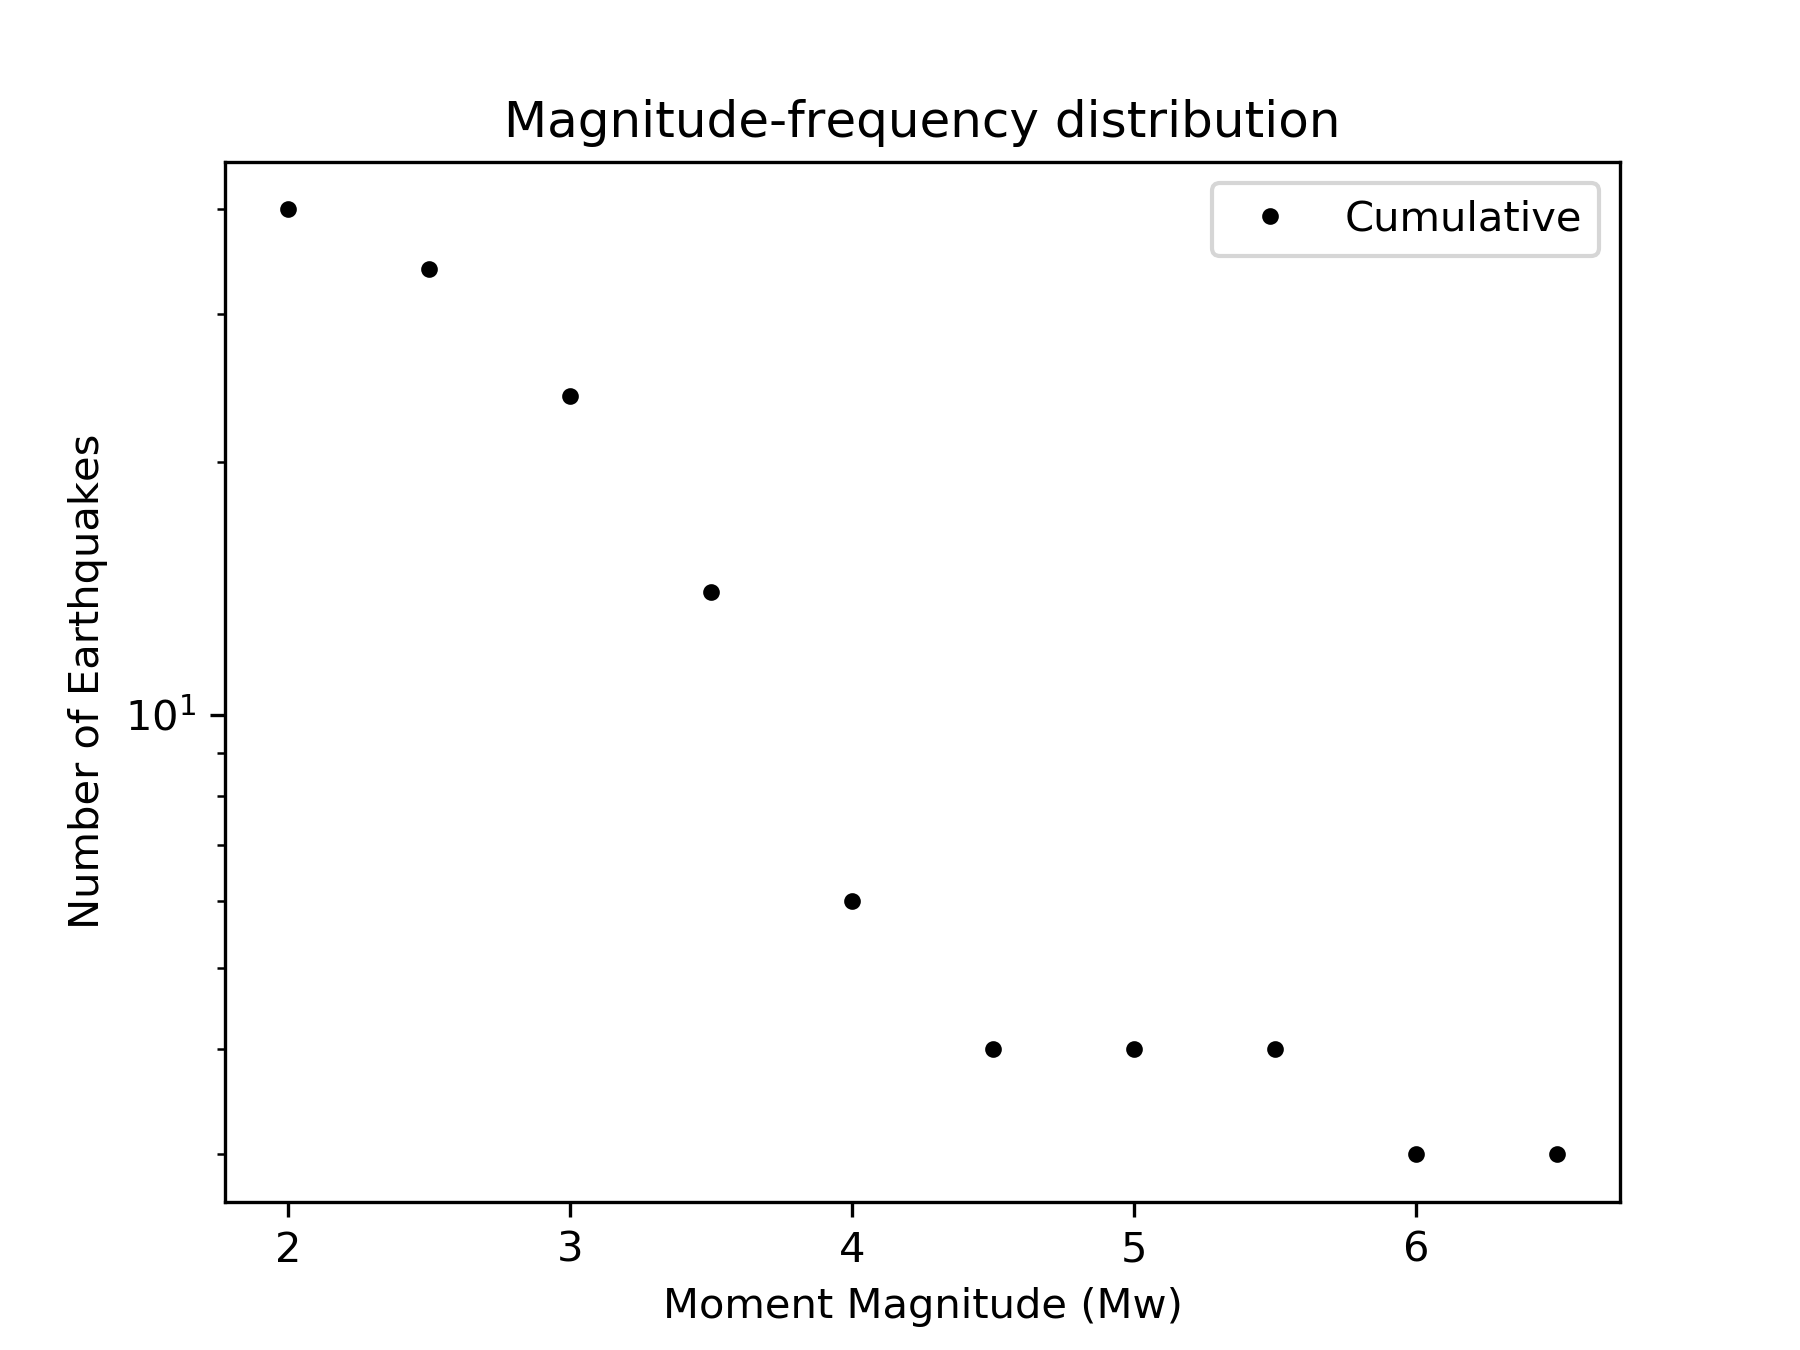 Magnitude-frequency distribution
Cumulative
Number of Earthquakes
10¹
2 3 4 5 6
Moment Magnitude (Mw)